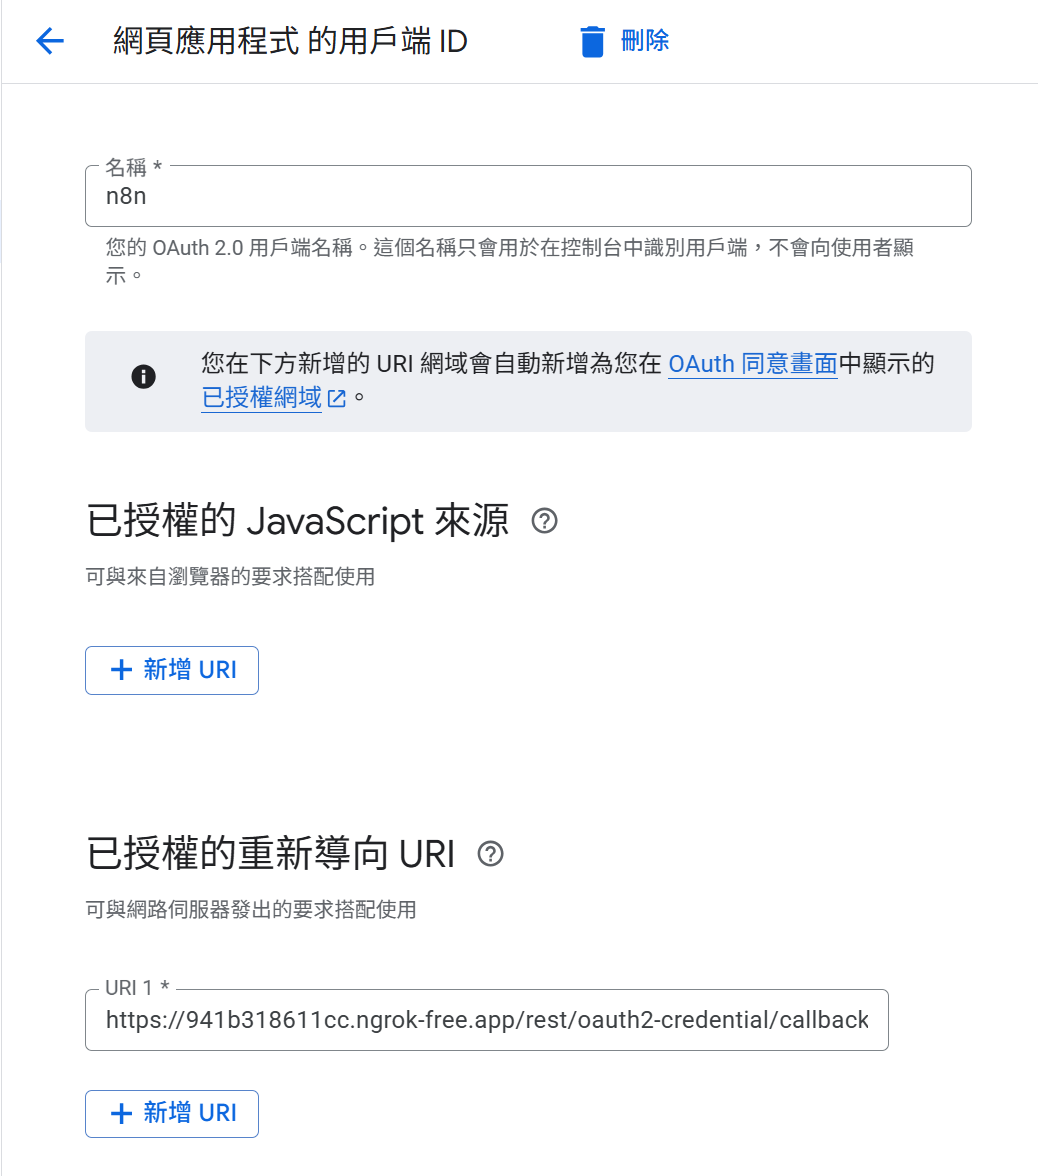 網頁應用程式 的用戶端 ID
刪除
名稱 *
n8n
您的 OAuth 2.0 用戶端名稱。這個名稱只會用於在控制台中識別用戶端，不會向使用者顯
示。
您在下方新增的 URI 網域會自動新增為您在 OAuth 同意畫面中顯示的
已授權網域。
已授權的 JavaScript 來源
可與來自瀏覽器的要求搭配使用
新增 URI
已授權的重新導向 URI
可與網路伺服器發出的要求搭配使用
URI 1 *
https://941b318611cc.ngrok-free.app/rest/oauth2-credential/callback
新增 URI